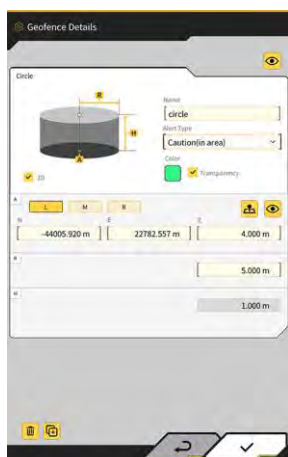 Geofence Details
Circle
R
H
A
Name
circle
Alert Type
Caution(in area)
Color
Transparency
3D
A
L M R
N E Z
-44005.920 m 22782.557 m 4.000 m
R
5.000 m
H
1.000 m